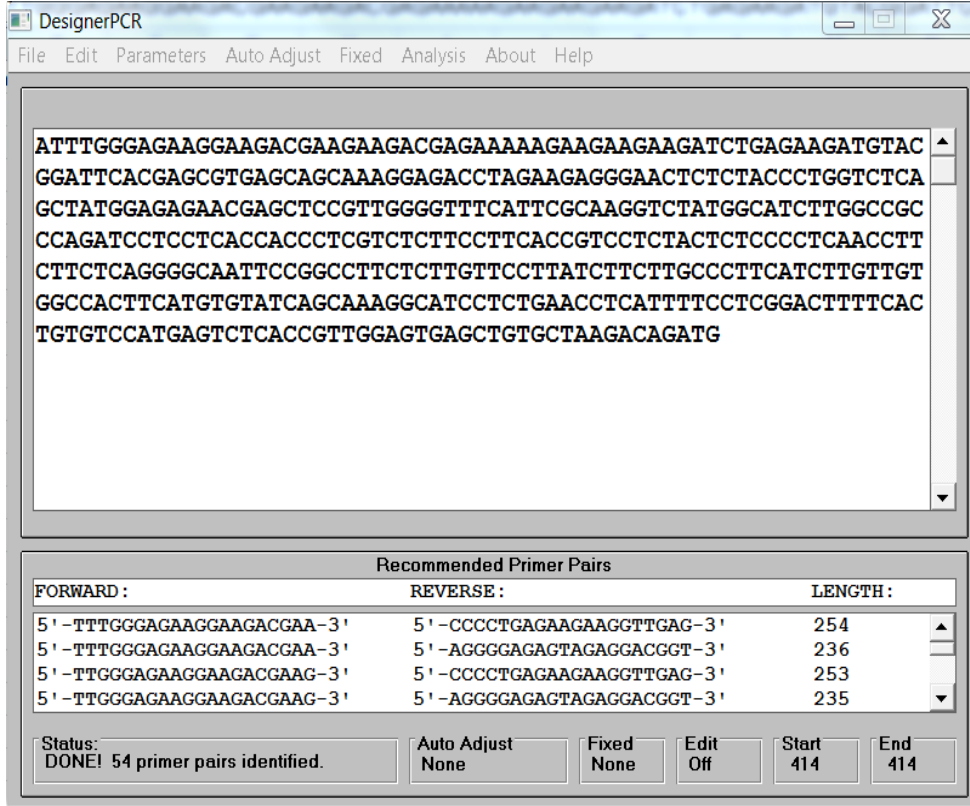 DesignerPCR
File Edit Parameters Auto Adjust Fixed Analysis About Help
ATTTGGGAGAAGGAAGACGAAGAAGACGAGAAAAAGAAGAAGAAGATCTGAGAAGATGTAC
GGATTCACGAGCGTGAGCAGCAAAGGAGACCTAGAAGAGGGAACTCTCTACCCTGGTCTCA
GCTATGGAGAGAACGAGCTCCGTTGGGGTTTCATTCGCAAGGTCTATGGCATCTTGGCCGC
CCAGATCCTCCTCACCACCCTCGTCTCTTCCTTCACCGTCCTCTACTCTCCCCTCAACCTT
CTTCTCAGGGGCAATTCCGGCCTTCTCTTGTTCCTTATCTTCTTGCCCTTCATCTTGTTGT
GGCCACTTCATGTGTATCAGCAAAGGCATCCTCTGAACCTCATTTTCCTCGGACTTTTCAC
TGTGTCCATGAGTCTCACCGTTGGAGTGAGCTGTGCTAAGACAGATG
Recommended Primer Pairs
FORWARD: REVERSE: LENGTH:
5'-TTTGGGAGAAGGAAGACGAA-3' 5'-CCCCTGAGAAGAAGGTTGAG-3' 254
5'-TTTGGGAGAAGGAAGACGAA-3' 5'-AGGGGAGAGTAGAGGACGGT-3' 236
5'-TTGGGAGAAGGAAGACGAAG-3' 5'-CCCCTGAGAAGAAGGTTGAG-3' 253
5'-TTGGGAGAAGGAAGACGAAG-3' 5'-AGGGGAGAGTAGAGGACGGT-3' 235
Status: Auto Adjust Fixed Edit Start End
DONE! 54 primer pairs identified. None None Off 414 414